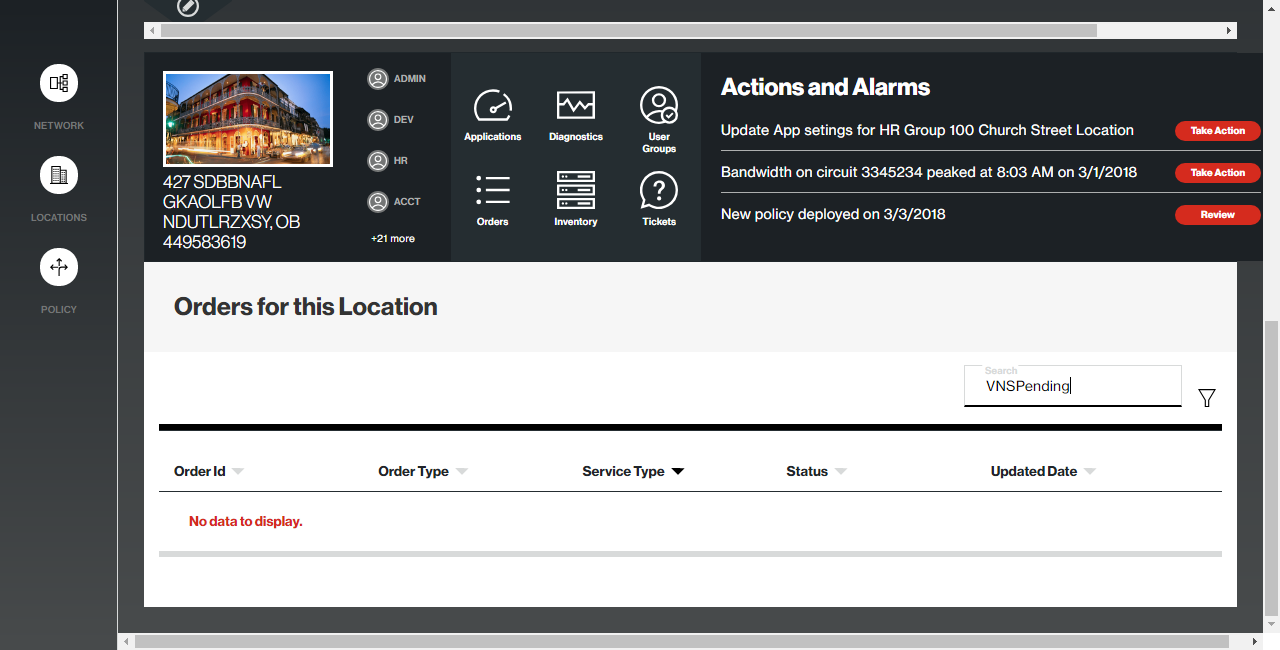 NETWORK
LOCATIONS
POLICY
427 SDBBNAFL
GKAOLFB VW
NDUTLRZXSY, OB
449583619
ADMIN
DEV
HR
ACCT
+21 more
Applications
Diagnostics
User
Groups
Orders
Inventory
Tickets
Actions and Alarms
Update App setings for HR Group 100 Church Street Location
Take Action
Bandwidth on circuit 3345234 peaked at 8:03 AM on 3/1/2018
Take Action
New policy deployed on 3/3/2018
Review
Orders for this Location
Search
VNSPending
Order Id
Order Type
Service Type
Status
Updated Date
No data to display.